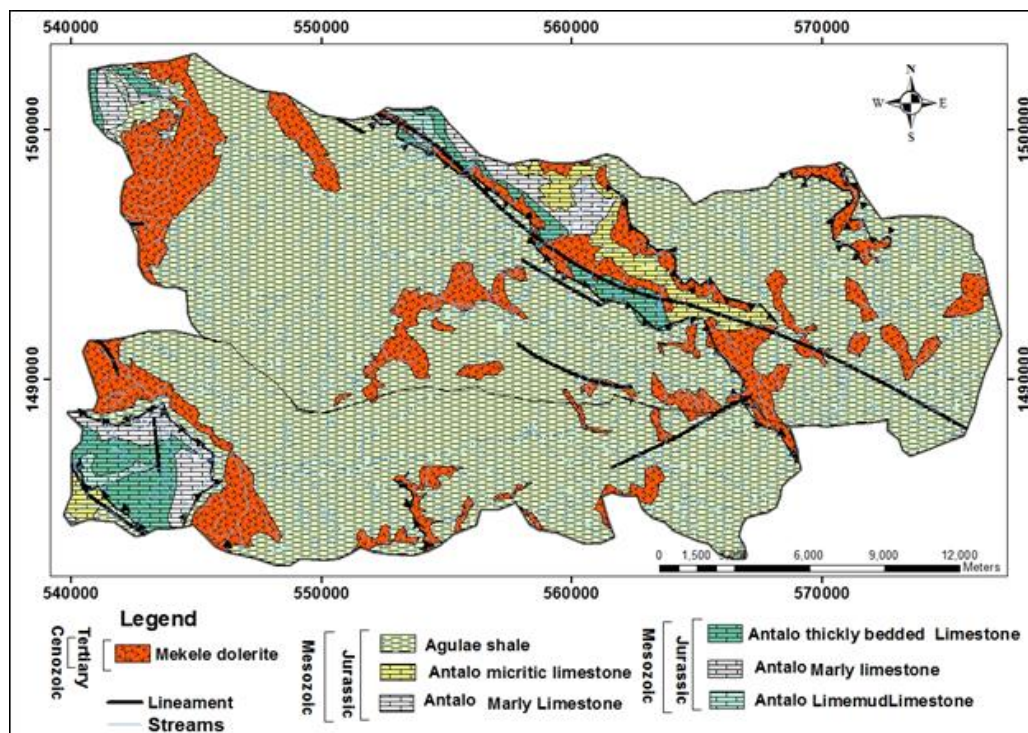 540000 550000 560000 570000
N
W E
S
1500000 1500000
1490000 1490000
0 1,500 3,000 6,000 9,000 12,000
Meters
540000 550000 560000 570000
Legend
Cenozoic
Tertiary
Mekele dolerite
Lineament
Streams
Mesozoic
Jurassic
Agulae shale
Antalo micritic limestone
Antalo Marly Limestone
Mesozoic
Jurassic
Antalo thickly bedded Limestone
Antalo Marly limestone
Antalo LimemudLimestone